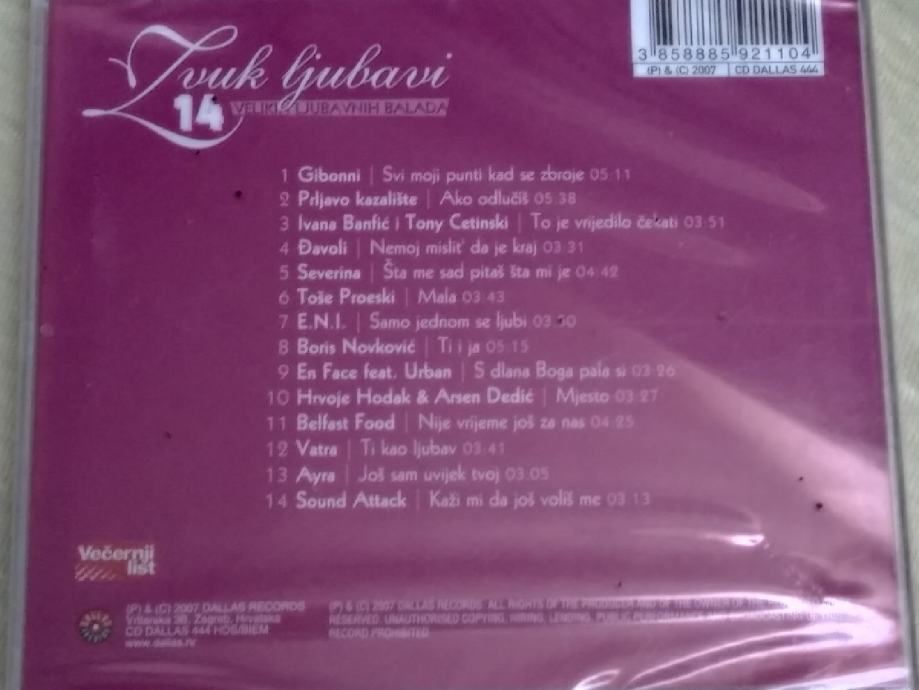 Zvuk ljubavi
14 VELIKIH LJUBAVNIH BALADA
3 858885 921104
(P) & (C) 2007 CD DALLAS 444
1 Gibonni | Svi moji punti kad se zbroje 05:11
2 Prljavo kazalište | Ako odlučiš 05:38
3 Ivana Banfić i Tony Cetinski | To je vrijedilo čekati 03:51
4 Đavoli | Nemoj mislit' da je kraj 03:31
5 Severina | Šta me sad pitaš šta mi je 04:42
6 Toše Proeski | Mala 03:43
7 E.N.I. | Samo jednom se ljubi
8 Boris Novković | Ti i ja 05:15
9 En Face feat. Urban | S dlana Boga pala si 03:26
10 Hrvoje Hodak & Arsen Dedić | Mjesto 03:27
11 Belfast Food | Nije vrijeme još za nas 04:25
12 Vatra | Ti kao ljubav 03:41
13 Ayra | Još sam uvijek tvoj 03:05
14 Sound Attack | Kaži mi da još voliš me 03:13
Večernji
list
(P) & (C) 2007 DALLAS RECORDS
Vrbanska 3B, Zagreb, Hrvatska
CD DALLAS 444 HDS/BIEM
www.dallas.hr
(P) & (C) 2007 DALLAS RECORDS. ALL RIGHTS OF THE PRODUCER AND OF THE OWNER OF THE
RESERVED. UNAUTHORISED COPYING, HIRING, LENDING, PUBLIC PERFORMANCE AND BROADCASTING OF
RECORD PROHIBITED